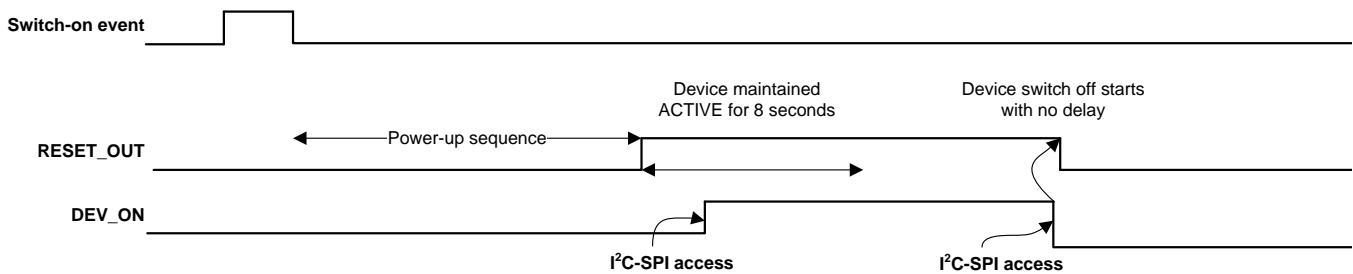 Switch-on event
Device maintained
ACTIVE for 8 seconds
Device switch off starts
with no delay
Power-up sequence
RESET_OUT
DEV_ON
I²C-SPI access
I²C-SPI access